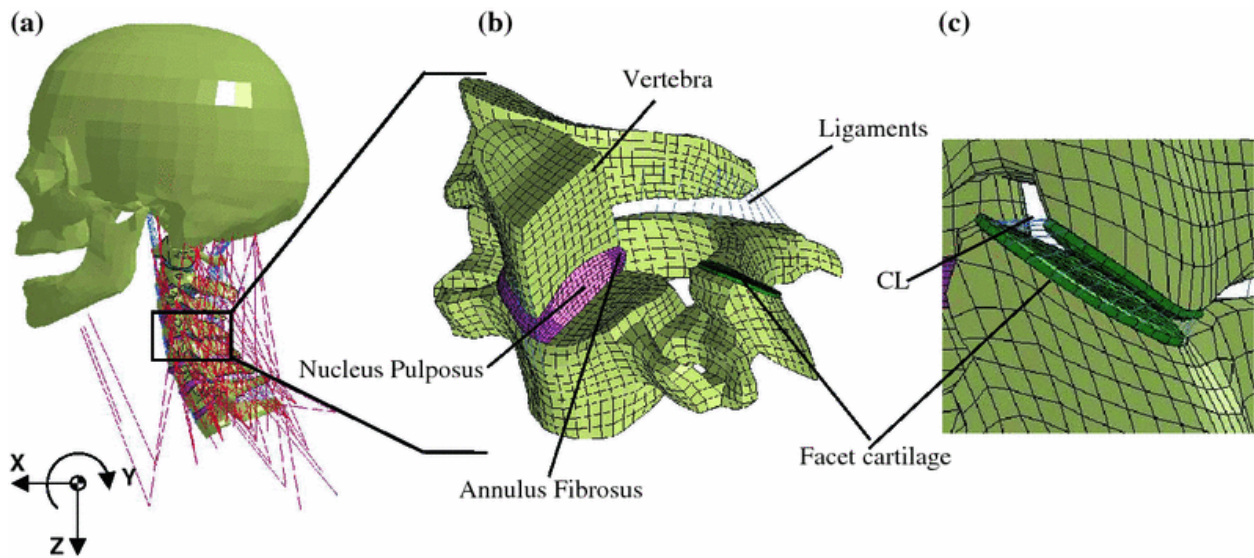 (a)
(b)
(c)
Vertebra
Ligaments
CL
Nucleus Pulposus
Facet cartilage
Annulus Fibrosus
X
Y
Z